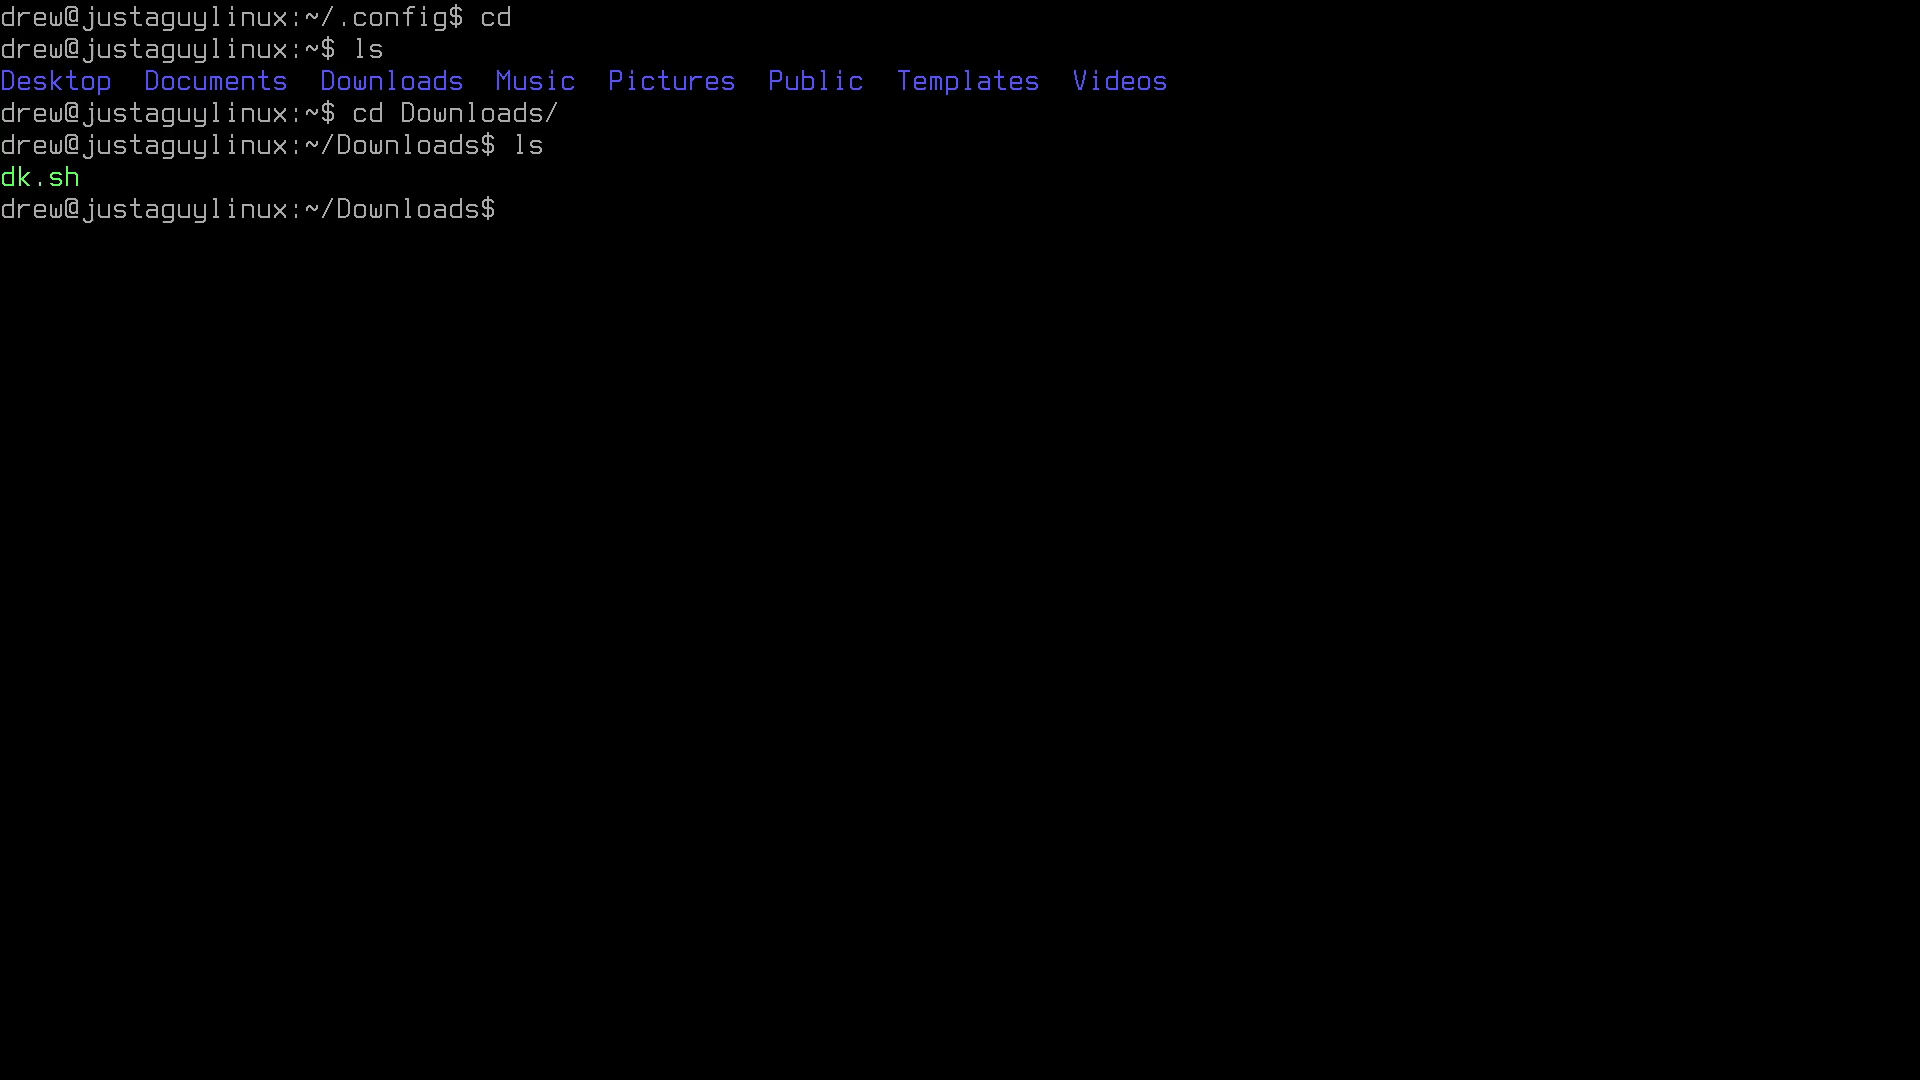 drew@justaguylinux:~/.config$ cd
drew@justaguylinux:~$ ls
Desktop  Documents  Downloads  Music  Pictures  Public  Templates  Videos
drew@justaguylinux:~$ cd Downloads/
drew@justaguylinux:~/Downloads$ ls
dk.sh
drew@justaguylinux:~/Downloads$